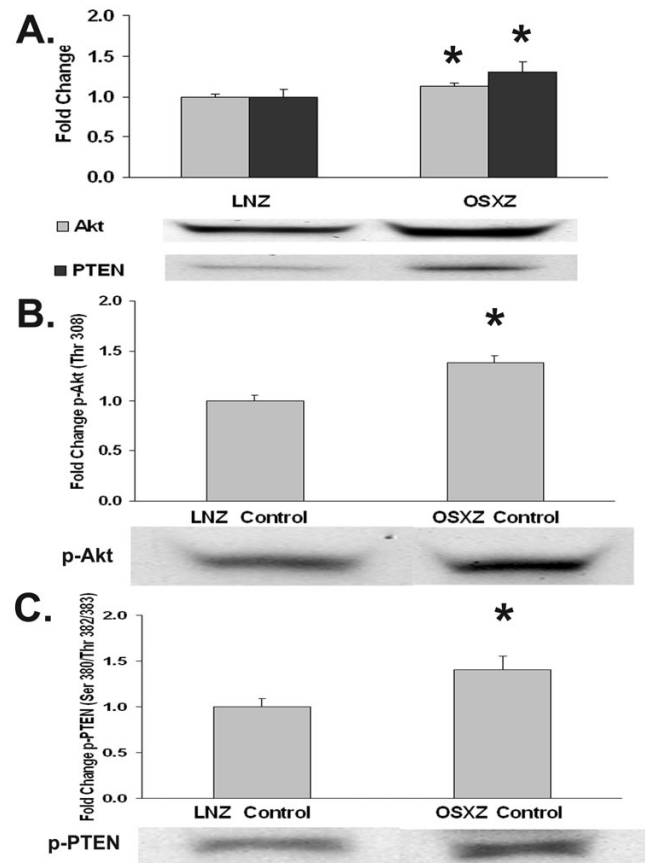 A.
Fold Change
2.0
1.5
1.0
0.5
0.0
* *
LNZ OSXZ
Akt
PTEN
B.
Fold Change p-Akt (Thr 308)
2.0
1.5
1.0
0.5
0.0
*
LNZ Control OSXZ Control
p-Akt
C.
Fold Change p-PTEN (Ser 380/Thr 382/383)
2.0
1.5
1.0
0.5
0.0
*
LNZ Control OSXZ Control
p-PTEN